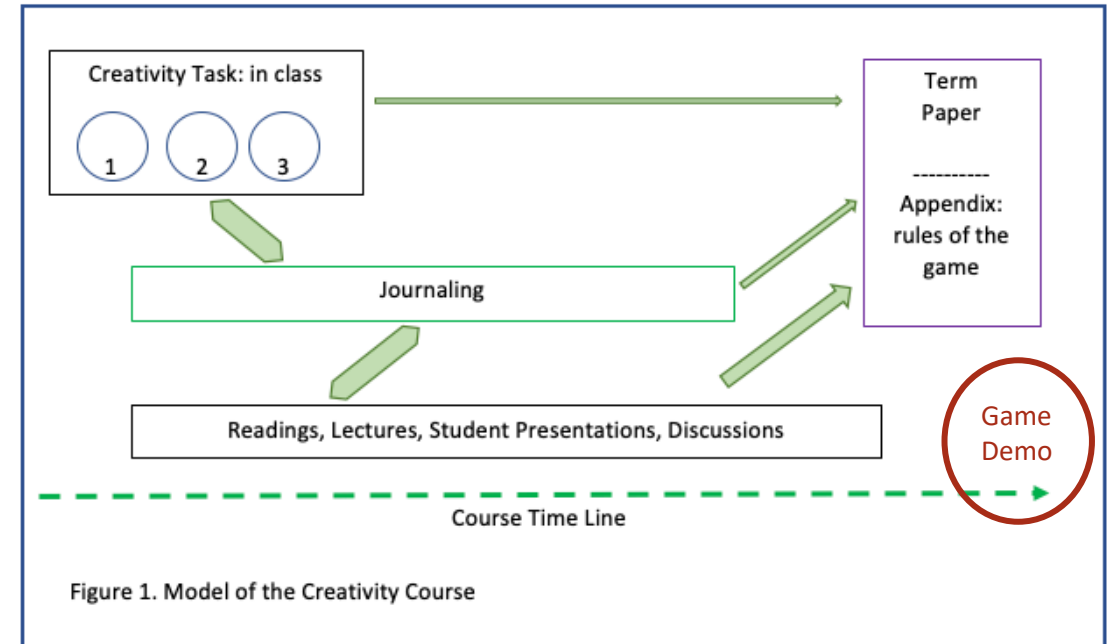 Creativity Task: in class
1 2 3
Term
Paper
----------
Appendix:
rules of the
game
Journaling
Readings, Lectures, Student Presentations, Discussions
Game
Demo
Course Time Line
Figure 1. Model of the Creativity Course